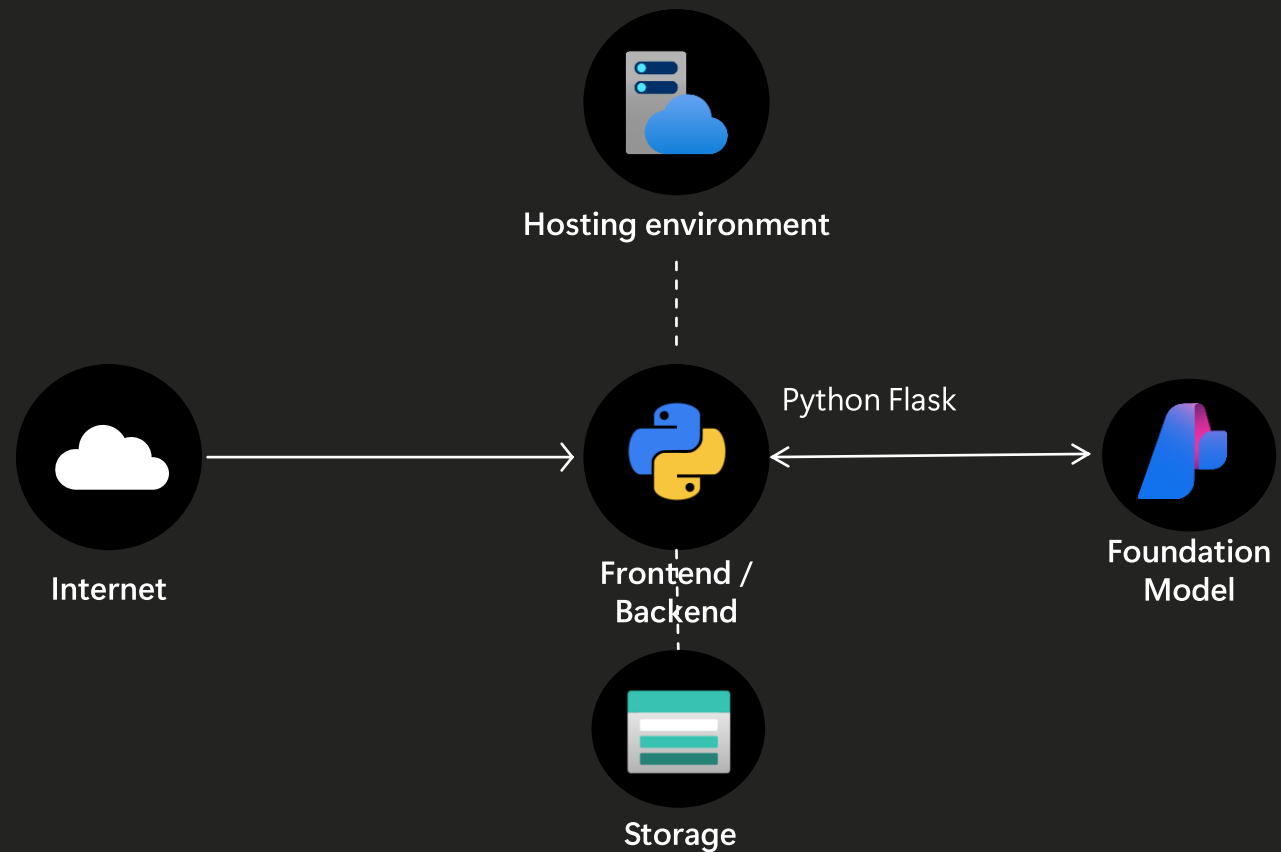 Hosting environment
Python Flask
Internet
Frontend /
Backend
Foundation
Model
Storage